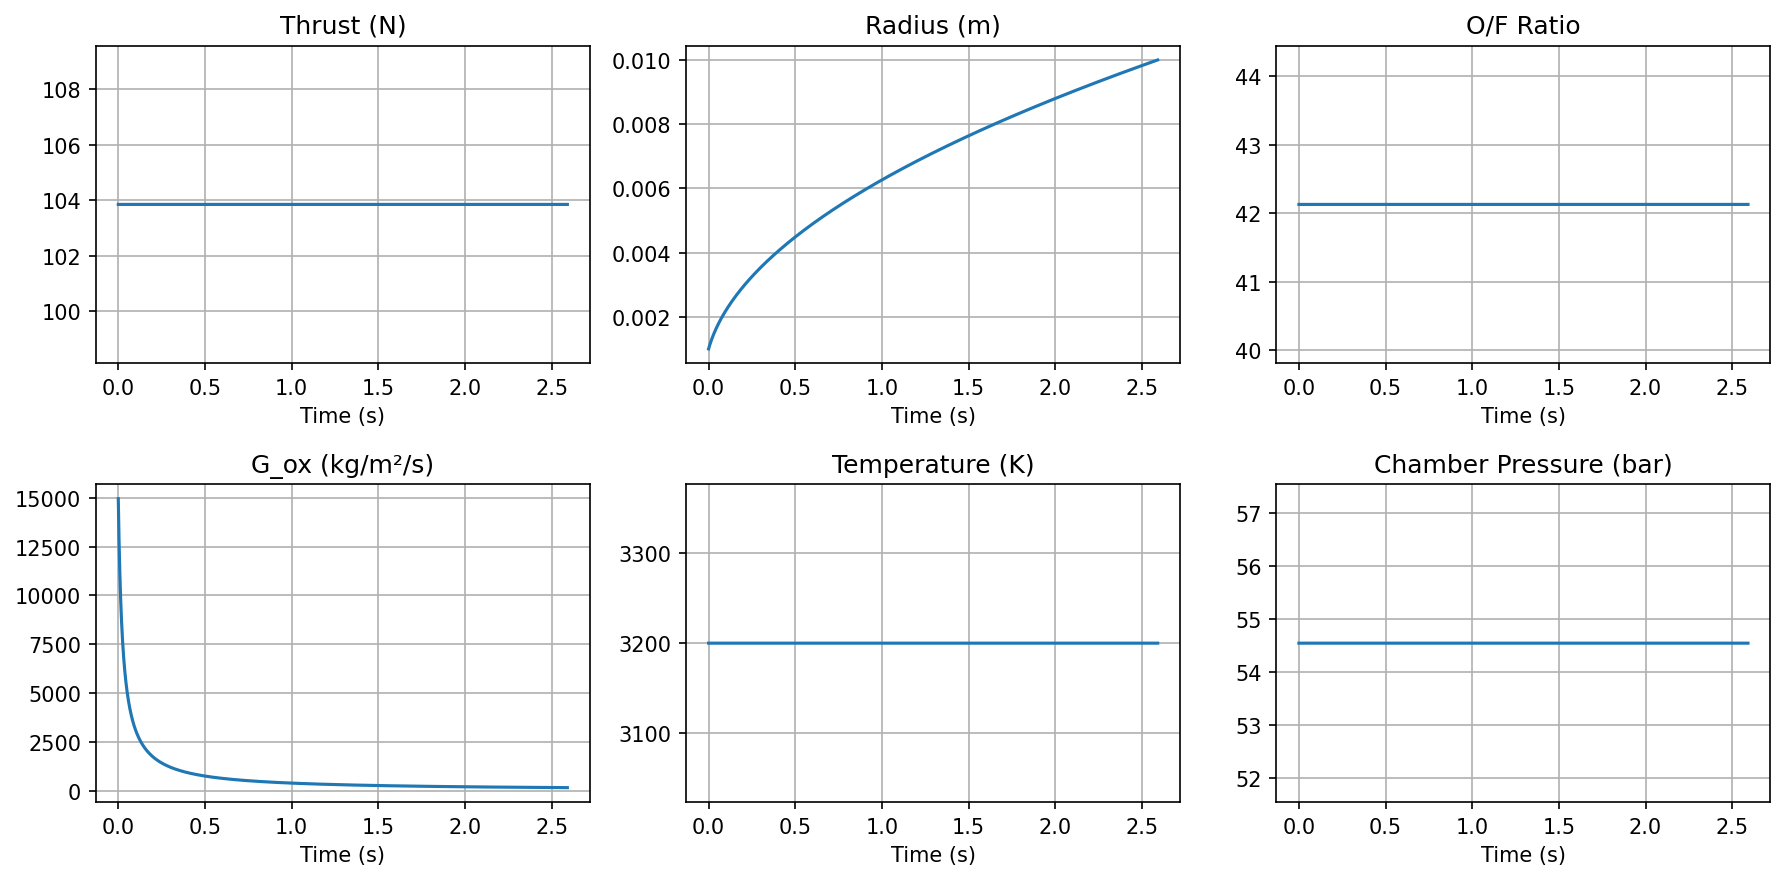 Thrust (N)
108
106
104
102
100
0.0 0.5 1.0 1.5 2.0 2.5
Time (s)
Radius (m)
0.010
0.008
0.006
0.004
0.002
0.0 0.5 1.0 1.5 2.0 2.5
Time (s)
O/F Ratio
44
43
42
41
40
0.0 0.5 1.0 1.5 2.0 2.5
Time (s)
G_ox (kg/m²/s)
15000
12500
10000
7500
5000
2500
0
0.0 0.5 1.0 1.5 2.0 2.5
Time (s)
Temperature (K)
3300
3200
3100
0.0 0.5 1.0 1.5 2.0 2.5
Time (s)
Chamber Pressure (bar)
57
56
55
54
53
52
0.0 0.5 1.0 1.5 2.0 2.5
Time (s)